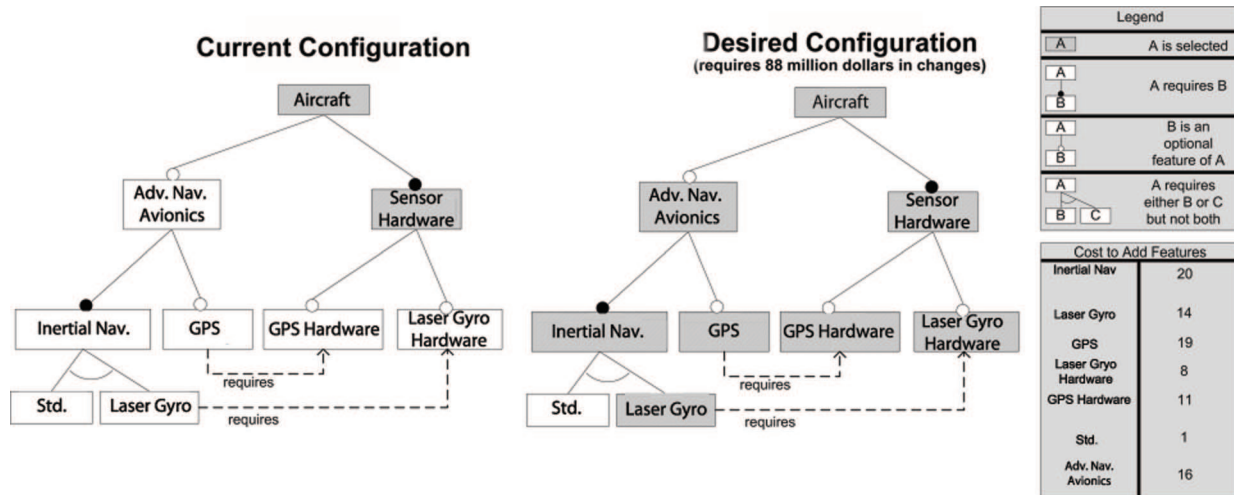 Current Configuration
Aircraft
Adv. Nav.
Avionics
Sensor
Hardware
Inertial Nav.
GPS
GPS Hardware
Laser Gyro
Hardware
requires
Std.
Laser Gyro
requires
Desired Configuration
(requires 88 million dollars in changes)
Aircraft
Adv. Nav.
Avionics
Sensor
Hardware
Inertial Nav.
GPS
GPS Hardware
Laser Gyro
Hardware
requires
Std.
Laser Gyro
requires
Legend
A
A is selected
A
B
A requires B
A
B
B is an
optional
feature of A
A
B C
A requires
either B or C
but not both
Cost to Add Features
Inertial Nav 20
Laser Gyro 14
GPS 19
Laser Gryo
Hardware 8
GPS Hardware 11
Std. 1
Adv. Nav.
Avionics 16